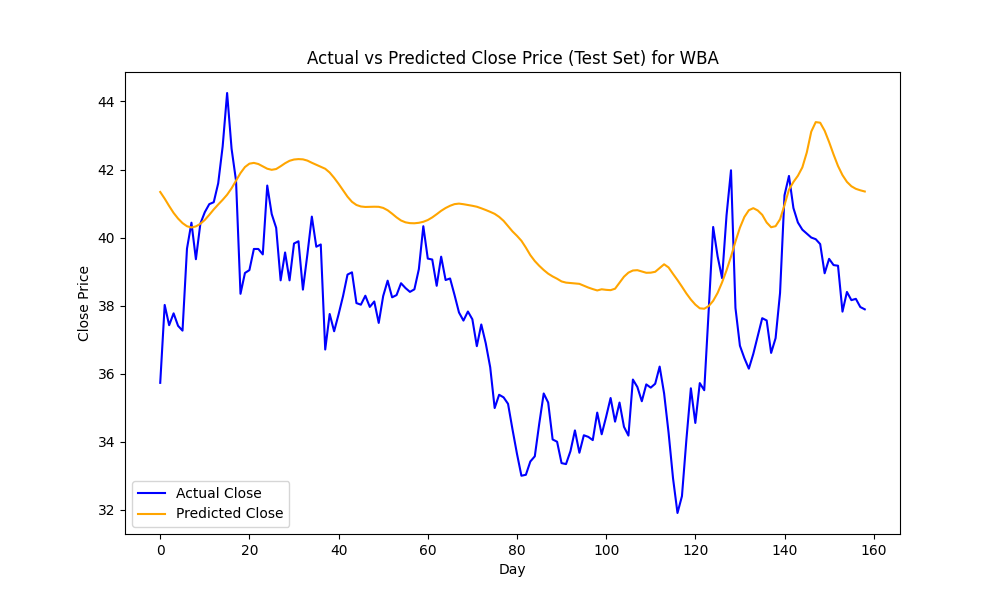 Actual vs Predicted Close Price (Test Set) for WBA
Close Price
44
42
40
38
36
34
32
Actual Close
Predicted Close
0 20 40 60 80 100 120 140 160
Day